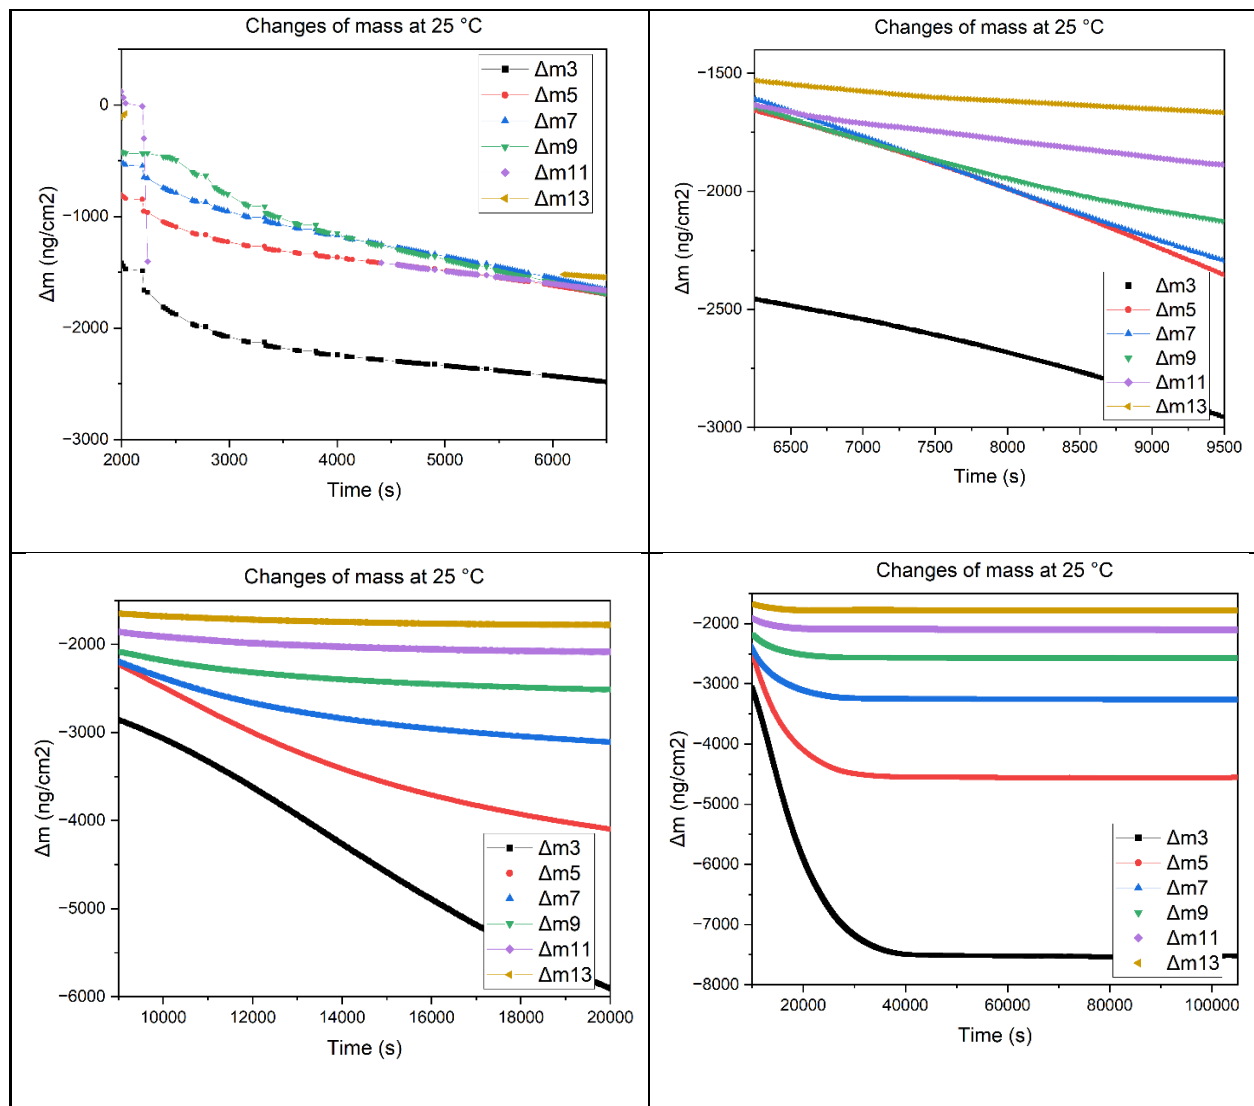 Changes of mass at 25 °C
Δm (ng/cm2)
0
−1000
−2000
−3000
2000 3000 4000 5000 6000
Time (s)
Δm3
Δm5
Δm7
Δm9
Δm11
Δm13
Changes of mass at 25 °C
Δm (ng/cm2)
−1500
−2000
−2500
−3000
6500 7000 7500 8000 8500 9000 9500
Time (s)
Δm3
Δm5
Δm7
Δm9
Δm11
Δm13
Changes of mass at 25 °C
Δm (ng/cm2)
−2000
−3000
−4000
−5000
−6000
10000 12000 14000 16000 18000 20000
Time (s)
Δm3
Δm5
Δm7
Δm9
Δm11
Δm13
Changes of mass at 25 °C
Δm (ng/cm2)
−2000
−3000
−4000
−5000
−6000
−7000
−8000
20000 40000 60000 80000 100000
Time (s)
Δm3
Δm5
Δm7
Δm9
Δm11
Δm13